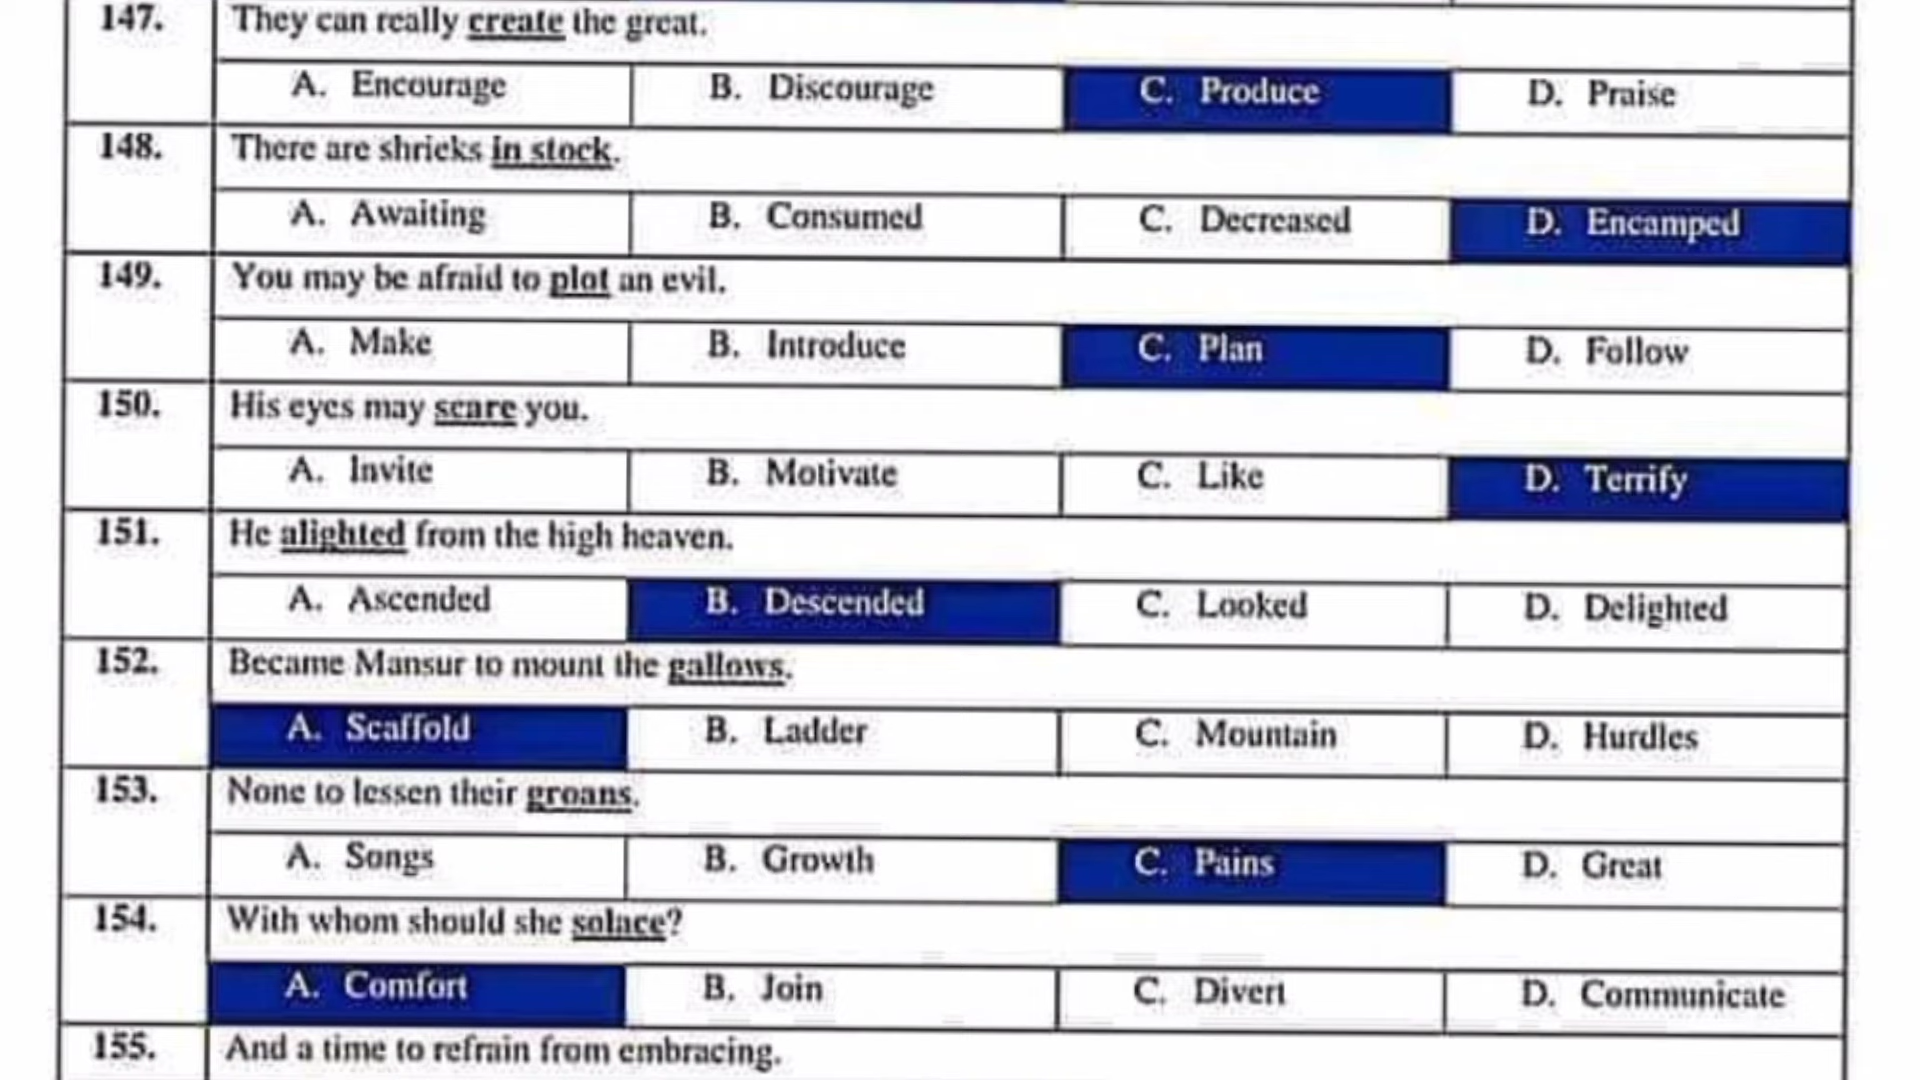 147. They can really create the great.
A. Encourage B. Discourage C. Produce D. Praise
148. There are shrieks in stock.
A. Awaiting B. Consumed C. Decreased D. Encamped
149. You may be afraid to plot an evil.
A. Make B. Introduce C. Plan D. Follow
150. His eyes may scare you.
A. Invite B. Motivate C. Like D. Terrify
151. He alighted from the high heaven.
A. Ascended B. Descended C. Looked D. Delighted
152. Became Mansur to mount the gallows.
A. Scaffold B. Ladder C. Mountain D. Hurdles
153. None to lessen their groans.
A. Songs B. Growth C. Pains D. Great
154. With whom should she solace?
A. Comfort B. Join C. Divert D. Communicate
155. And a time to refrain from embracing.